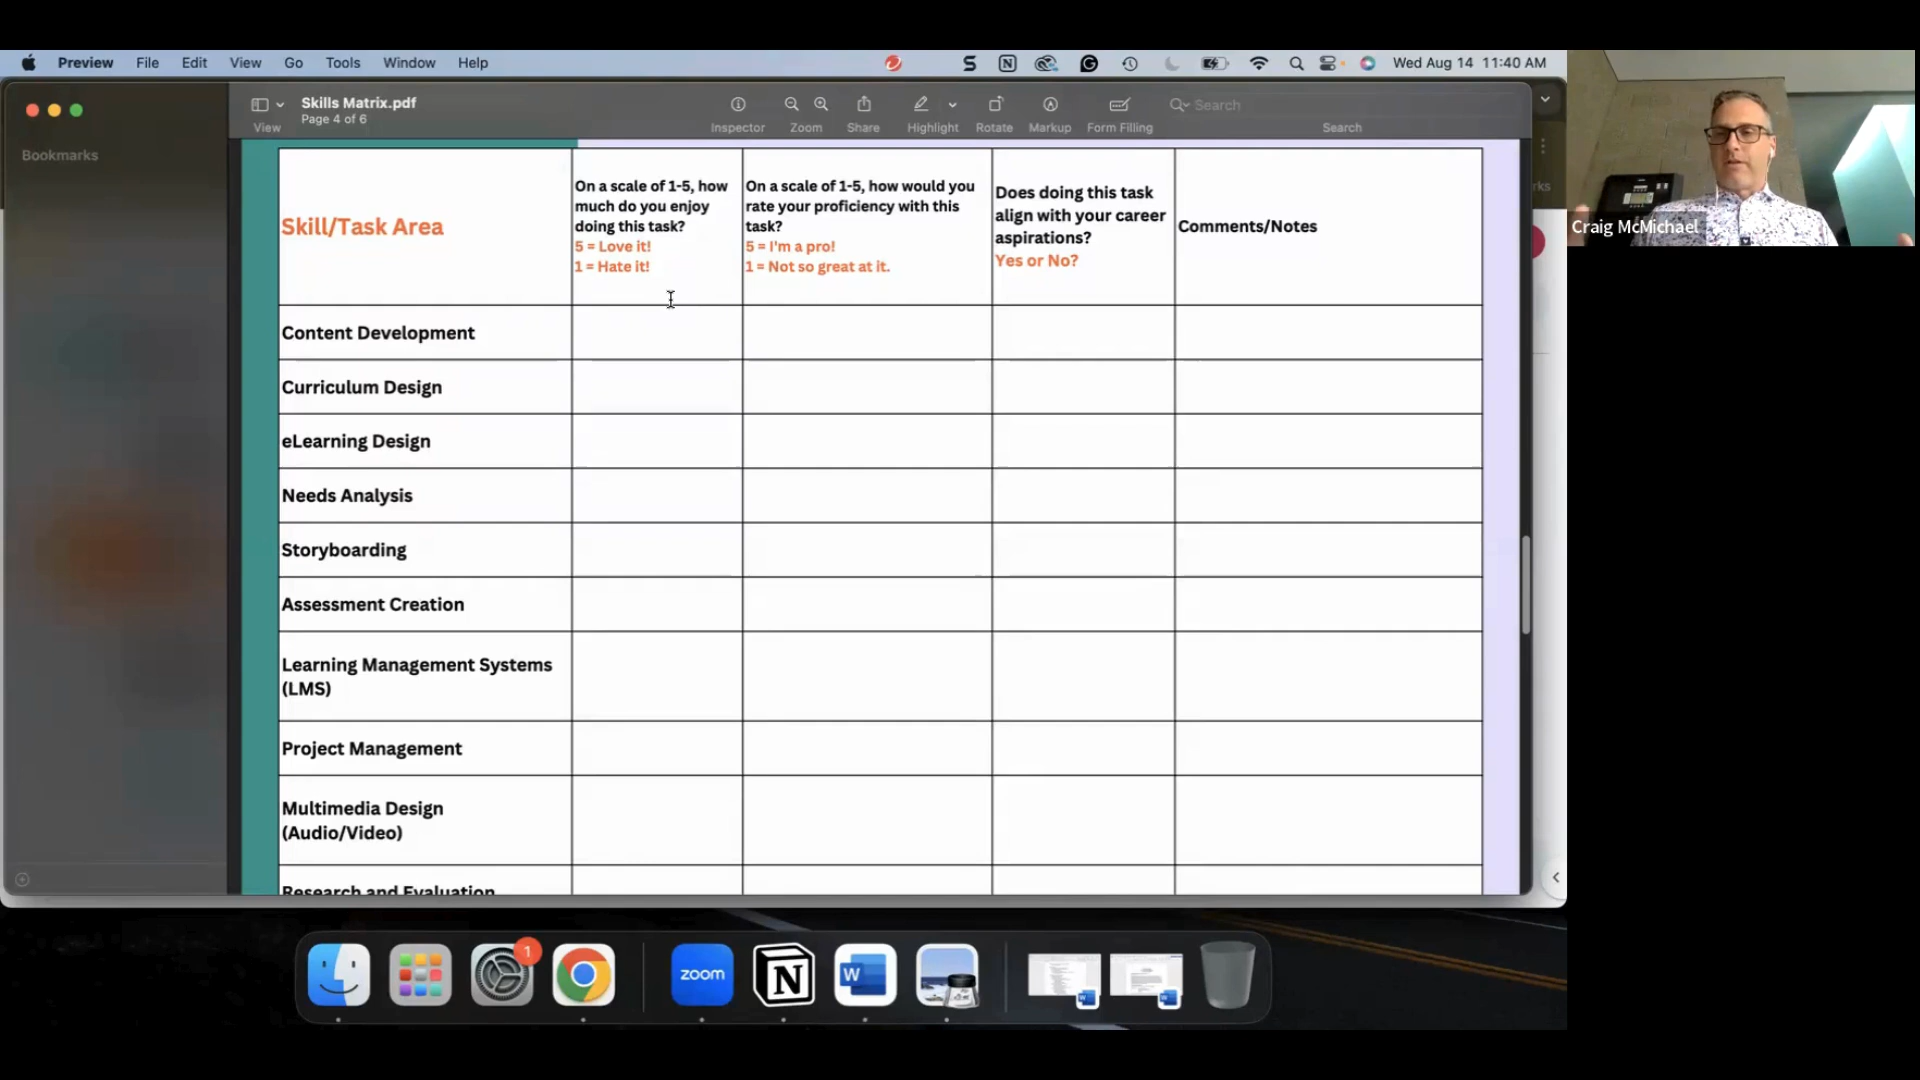 Preview File Edit View Go Tools Window Help
Wed Aug 14 11:40 AM
Skills Matrix.pdf
Page 4 of 6
View
Inspector
Zoom
Share
Highlight
Rotate
Markup
Form Filling
Search
Search
Bookmarks
Skill/Task Area
On a scale of 1-5, how
much do you enjoy
doing this task?
5 = Love it!
1 = Hate it!
On a scale of 1-5, how would you
rate your proficiency with this
task?
5 = I'm a pro!
1 = Not so great at it.
Does doing this task
align with your career
aspirations?
Yes or No?
Comments/Notes
Content Development
Curriculum Design
eLearning Design
Needs Analysis
Storyboarding
Assessment Creation
Learning Management Systems
(LMS)
Project Management
Multimedia Design
(Audio/Video)
Research and Evaluation
Craig McMichael
1
zoom
N
W